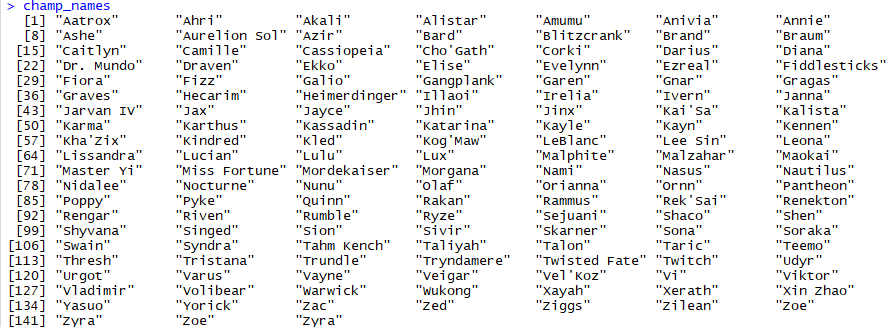 > champ_names
[1] "Aatrox" "Ahri" "Akali" "Alistar" "Amumu" "Anivia" "Annie"
[8] "Ashe" "Aurelion Sol" "Azir" "Bard" "Blitzcrank" "Brand" "Braum"
[15] "Caitlyn" "Camille" "Cassiopeia" "Cho'Gath" "Corki" "Darius" "Diana"
[22] "Dr. Mundo" "Draven" "Ekko" "Elise" "Evelynn" "Ezreal" "Fiddlesticks"
[29] "Fiora" "Fizz" "Galio" "Gangplank" "Garen" "Gnar" "Gragas"
[36] "Graves" "Hecarim" "Heimerdinger" "Illaoi" "Irelia" "Ivern" "Janna"
[43] "Jarvan IV" "Jax" "Jayce" "Jhin" "Jinx" "Kai'Sa" "Kalista"
[50] "Karma" "Karthus" "Kassadin" "Katarina" "Kayle" "Kayn" "Kennen"
[57] "Kha'Zix" "Kindred" "Kled" "Kog'Maw" "LeBlanc" "Lee Sin" "Leona"
[64] "Lissandra" "Lucian" "Lulu" "Lux" "Malphite" "Malzahar" "Maokai"
[71] "Master Yi" "Miss Fortune" "Mordekaiser" "Morgana" "Nami" "Nasus" "Nautilus"
[78] "Nidalee" "Nocturne" "Nunu" "Olaf" "Orianna" "Ornn" "Pantheon"
[85] "Poppy" "Pyke" "Quinn" "Rakan" "Rammus" "Rek'Sai" "Renekton"
[92] "Rengar" "Riven" "Rumble" "Ryze" "Sejuani" "Shaco" "Shen"
[99] "Shyvana" "Singed" "Sion" "Sivir" "Skarner" "Sona" "Soraka"
[106] "Swain" "Syndra" "Tahm Kench" "Taliyah" "Talon" "Taric" "Teemo"
[113] "Thresh" "Tristana" "Trundle" "Tryndamere" "Twisted Fate" "Twitch" "Udyr"
[120] "Urgot" "Varus" "Vayne" "Veigar" "Vel'Koz" "Vi" "Viktor"
[127] "Vladimir" "Volibear" "Warwick" "Wukong" "Xayah" "Xerath" "Xin Zhao"
[134] "Yasuo" "Yorick" "Zac" "Zed" "Ziggs" "Zilean" "Zoe"
[141] "Zyra" "Zoe" "Zyra"